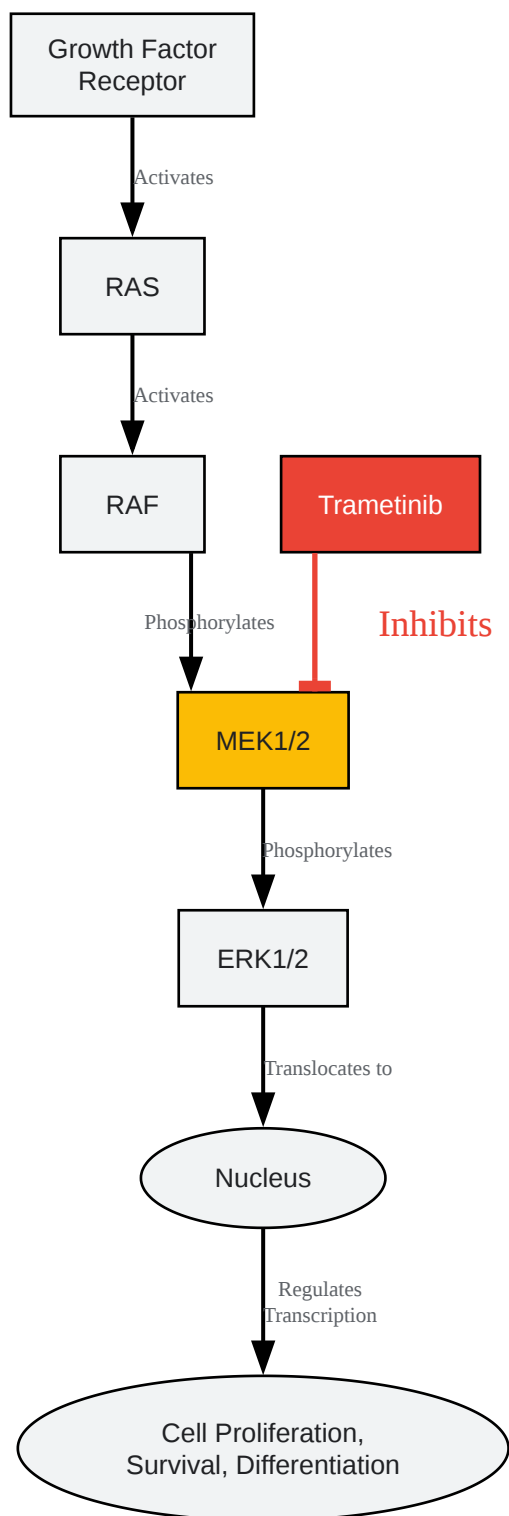 Growth Factor
Receptor
Activates
RAS
Activates
RAF
Trametinib
Phosphorylates
Inhibits
MEK1/2
Phosphorylates
ERK1/2
Translocates to
Nucleus
Regulates
Transcription
Cell Proliferation,
Survival, Differentiation